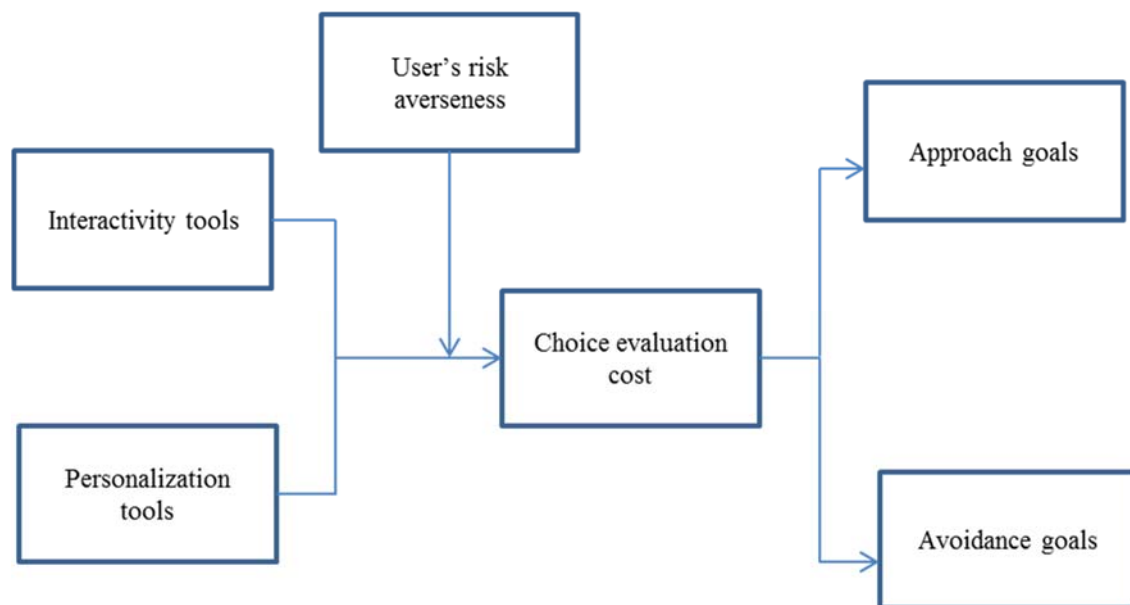 User’s risk
averseness
Approach goals
Interactivity tools
Choice evaluation
cost
Personalization
tools
Avoidance goals